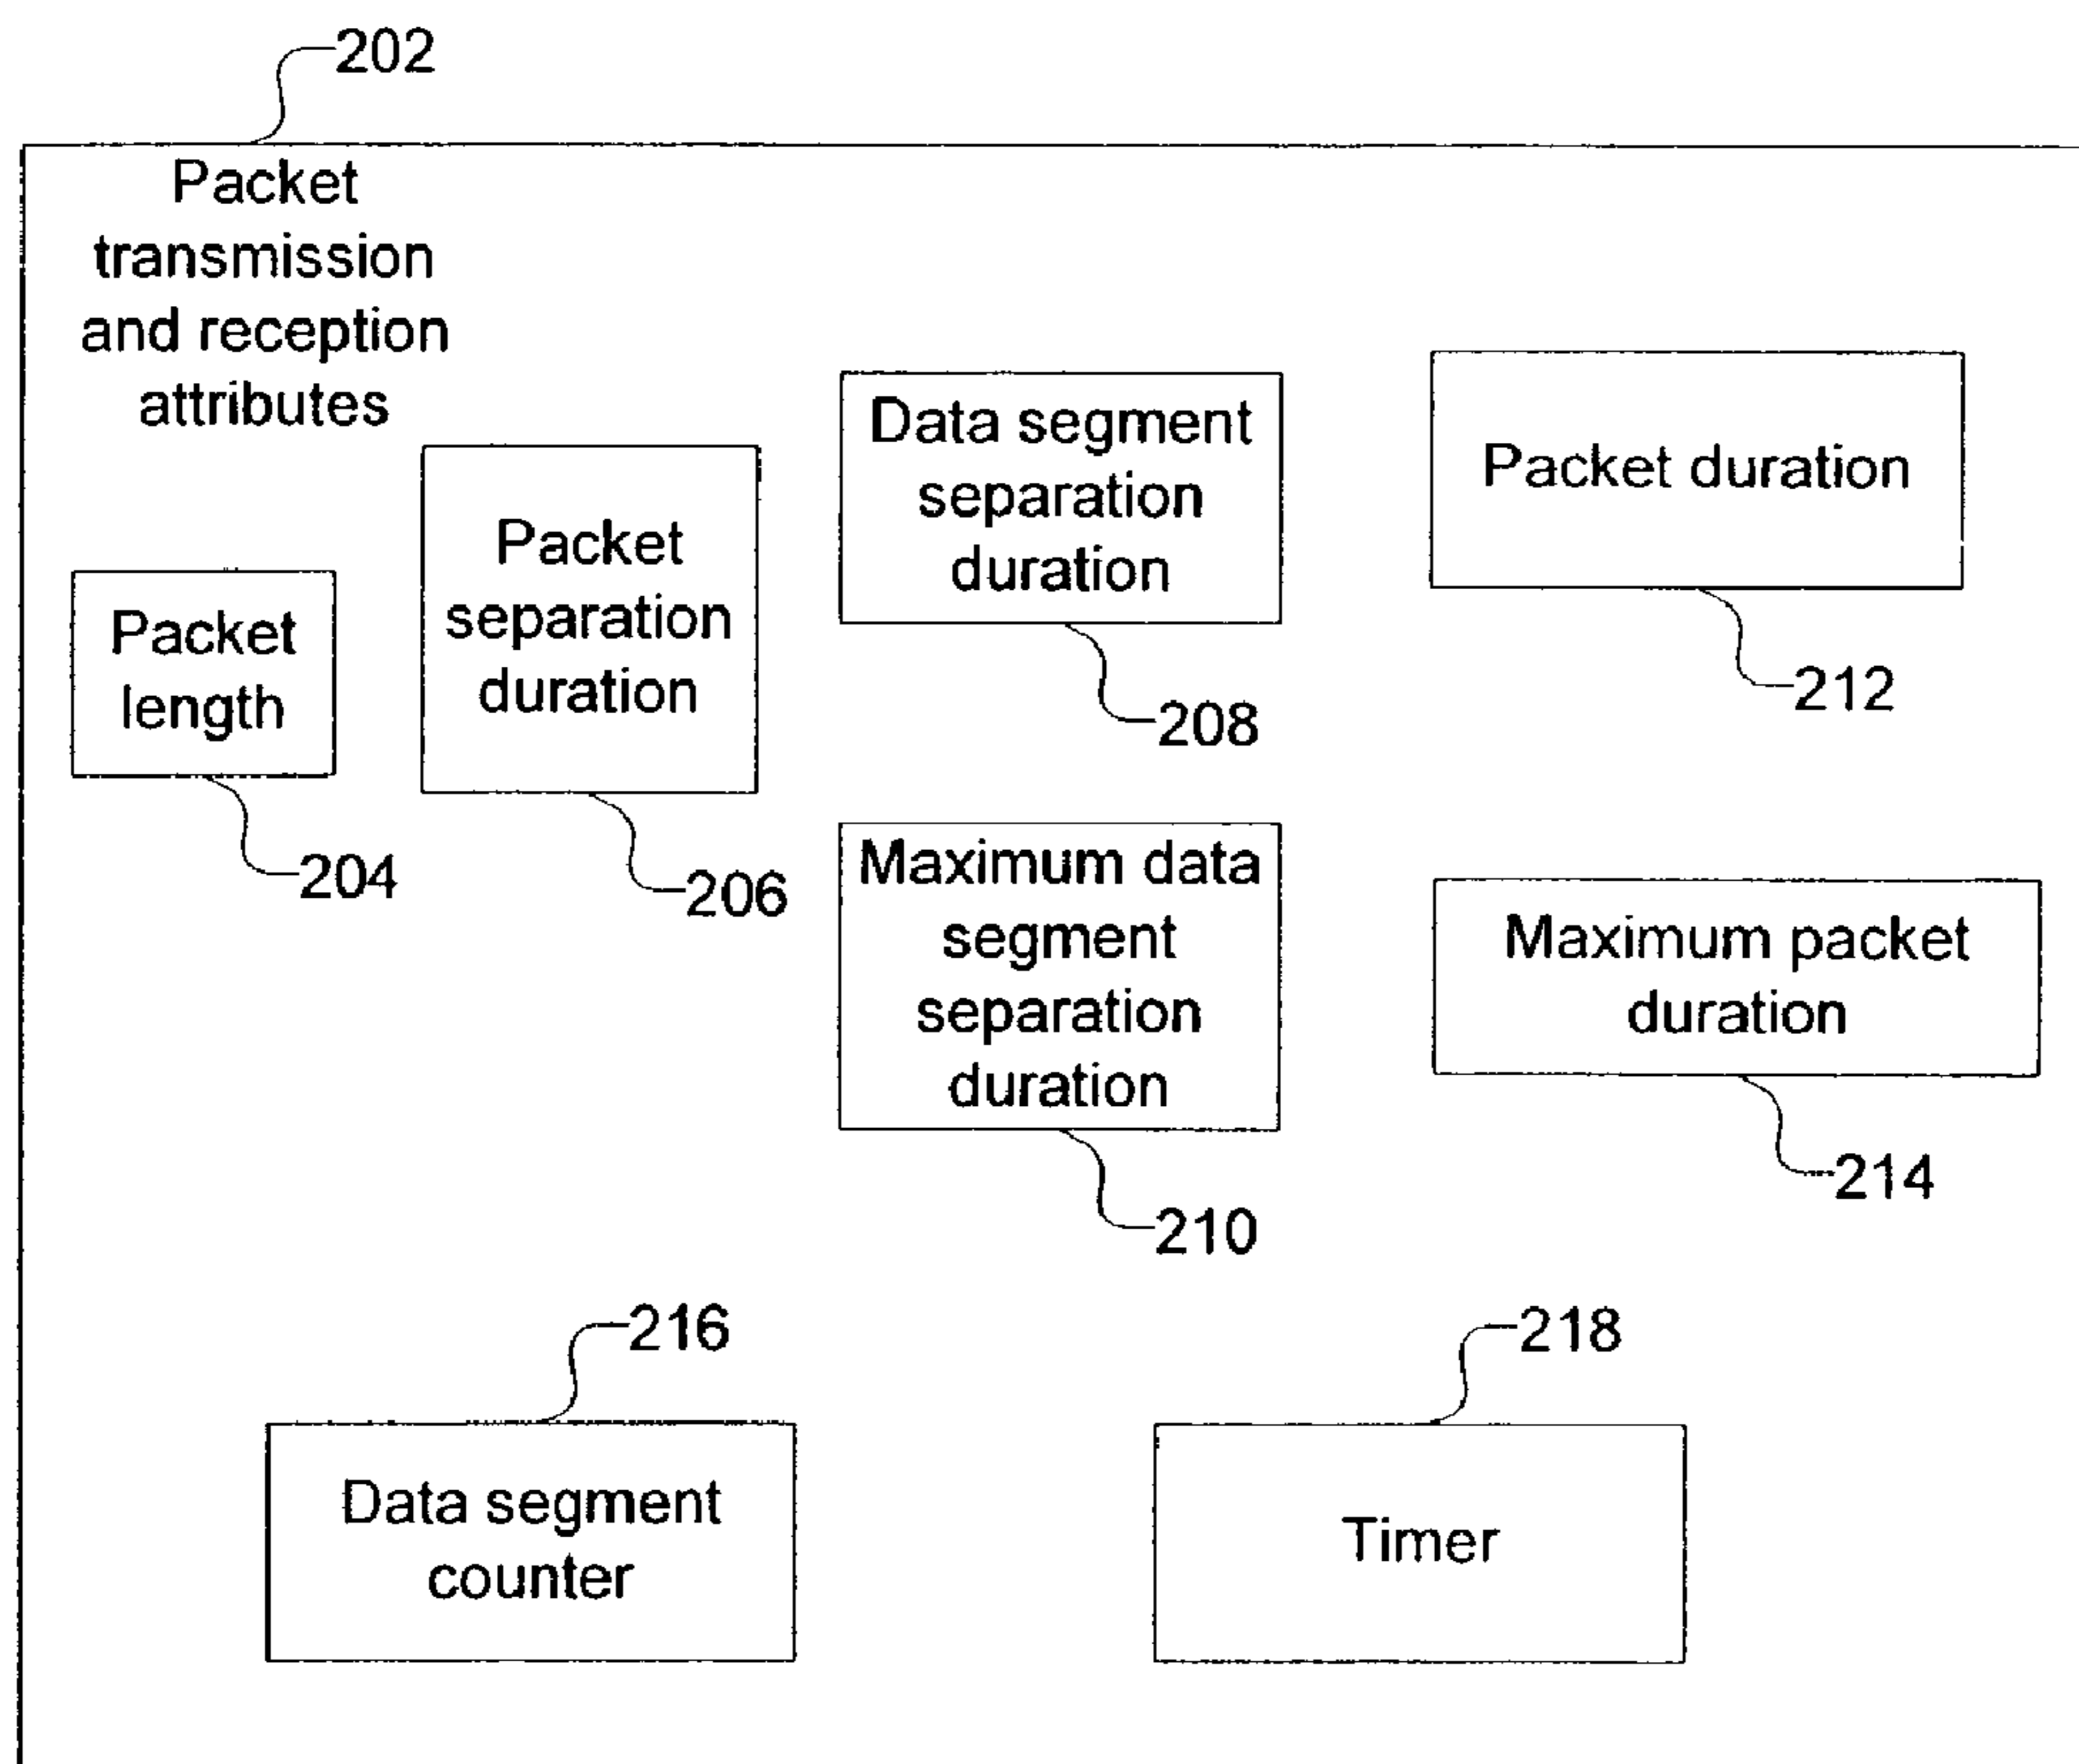 202
Packet
transmission
and reception
attributes
Packet
length
204
Packet
separation
duration
206
Data segment
separation
duration
208
Packet duration
212
Maximum data
segment
separation
duration
210
Maximum packet
duration
214
216
Data segment
counter
218
Timer